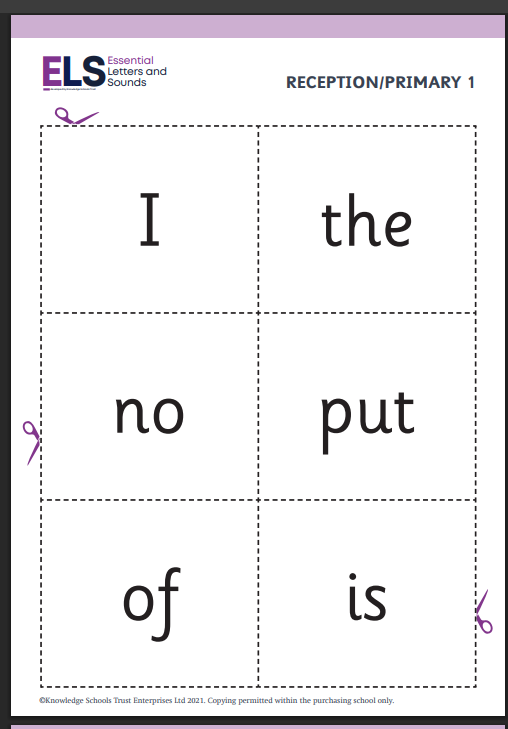 ELS Essential
Letters and
Sounds
RECEPTION/PRIMARY 1
I the
no put
of is
©Knowledge Schools Trust Enterprises Ltd 2021. Copying permitted within the purchasing school only.